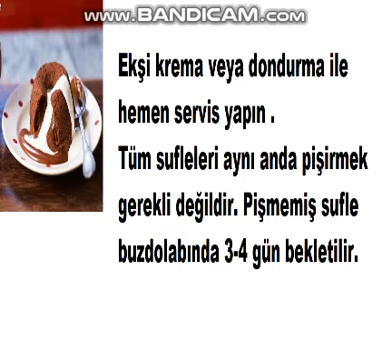 www.BANDICAM.com
Ekşi krema veya dondurma ile
hemen servis yapın .
Tüm sufleleri aynı anda pişirmek
gerekli değildir. Pişmemiş sufle
buzdolabında 3-4 gün bekletilir.